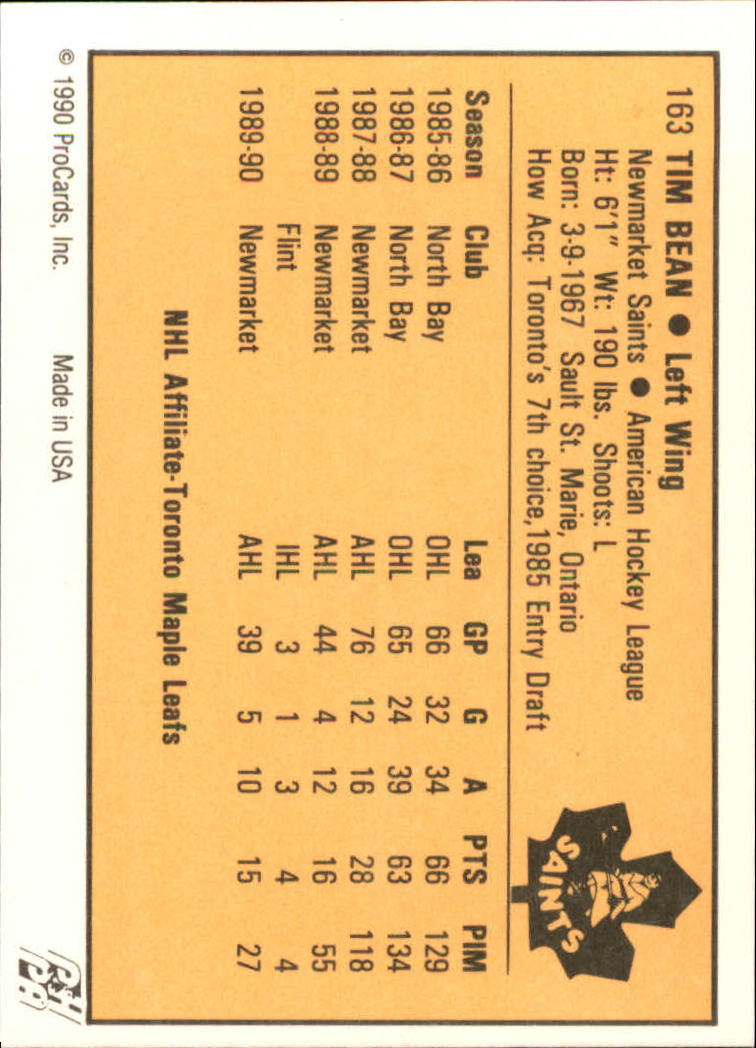 163 TIM BEAN ● Left Wing
Newmarket Saints ● American Hockey League
Ht: 6'1" Wt: 190 lbs. Shoots: L
Born: 3-9-1967 Sault St. Marie, Ontario
How Acq: Toronto's 7th choice,1985 Entry Draft
SAINTS
Season Club Lea GP G A PTS PIM
1985-86 North Bay OHL 66 32 34 66 129
1986-87 North Bay OHL 65 24 39 63 134
1987-88 Newmarket AHL 76 12 16 28 118
1988-89 Newmarket AHL 44 4 12 16 55
Flint IHL 3 1 3 4 4
1989-90 Newmarket AHL 39 5 10 15 27
NHL Affiliate-Toronto Maple Leafs
© 1990 ProCards, Inc. Made in USA